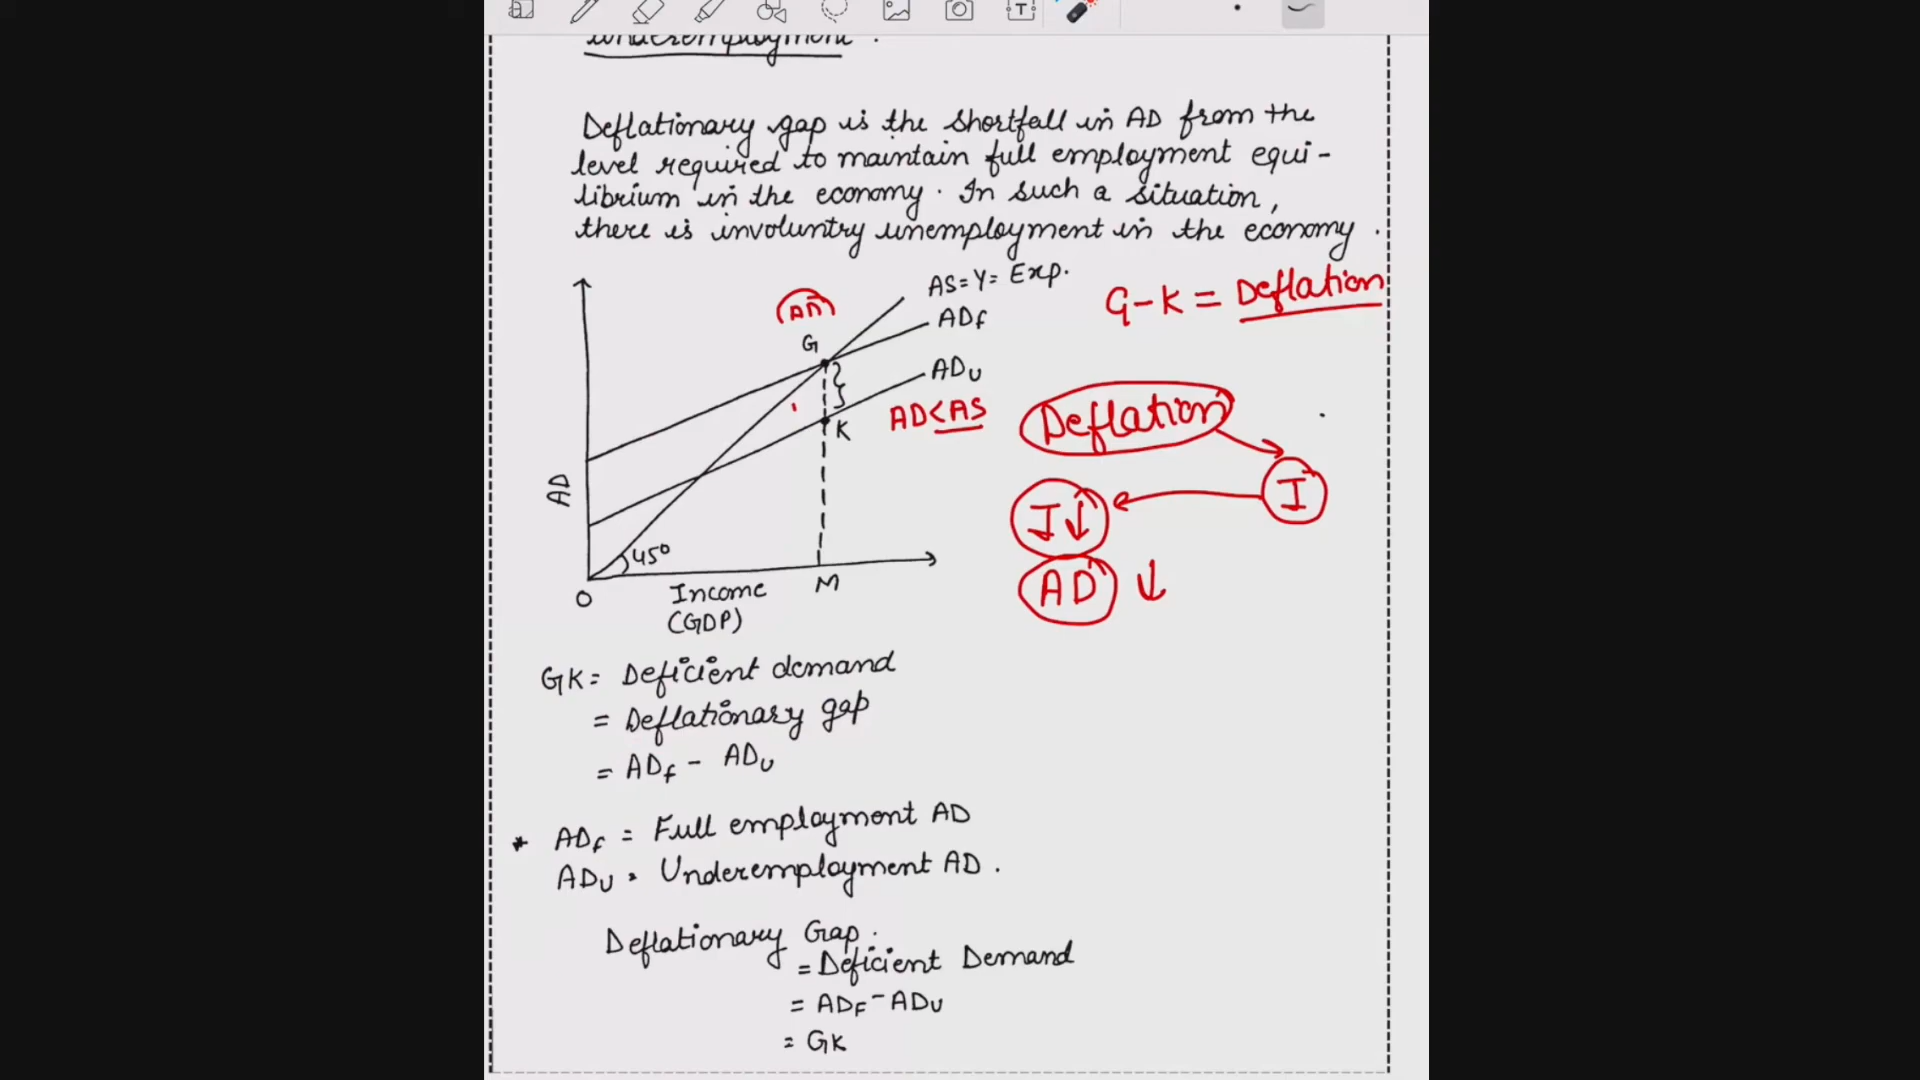 underemployment.
Deflationary gap is the shortfall in AD from the
level required to maintain full employment equi-
librium in the economy. In such a situation,
there is involuntry unemployment in the economy.
AS=Y= Exp.
G-K = Deflation
AD
ADF
G
ADU
AD<AS
Deflation
K
I
I↓
AD
45°
AD ↓
O
Income
M
(GDP)
GK= Deficient demand
= Deflationary gap
= ADF - ADU
* ADF = Full employment AD
ADU = Underemployment AD.
Deflationary Gap.
= Deficient Demand
= ADF - ADU
= GK